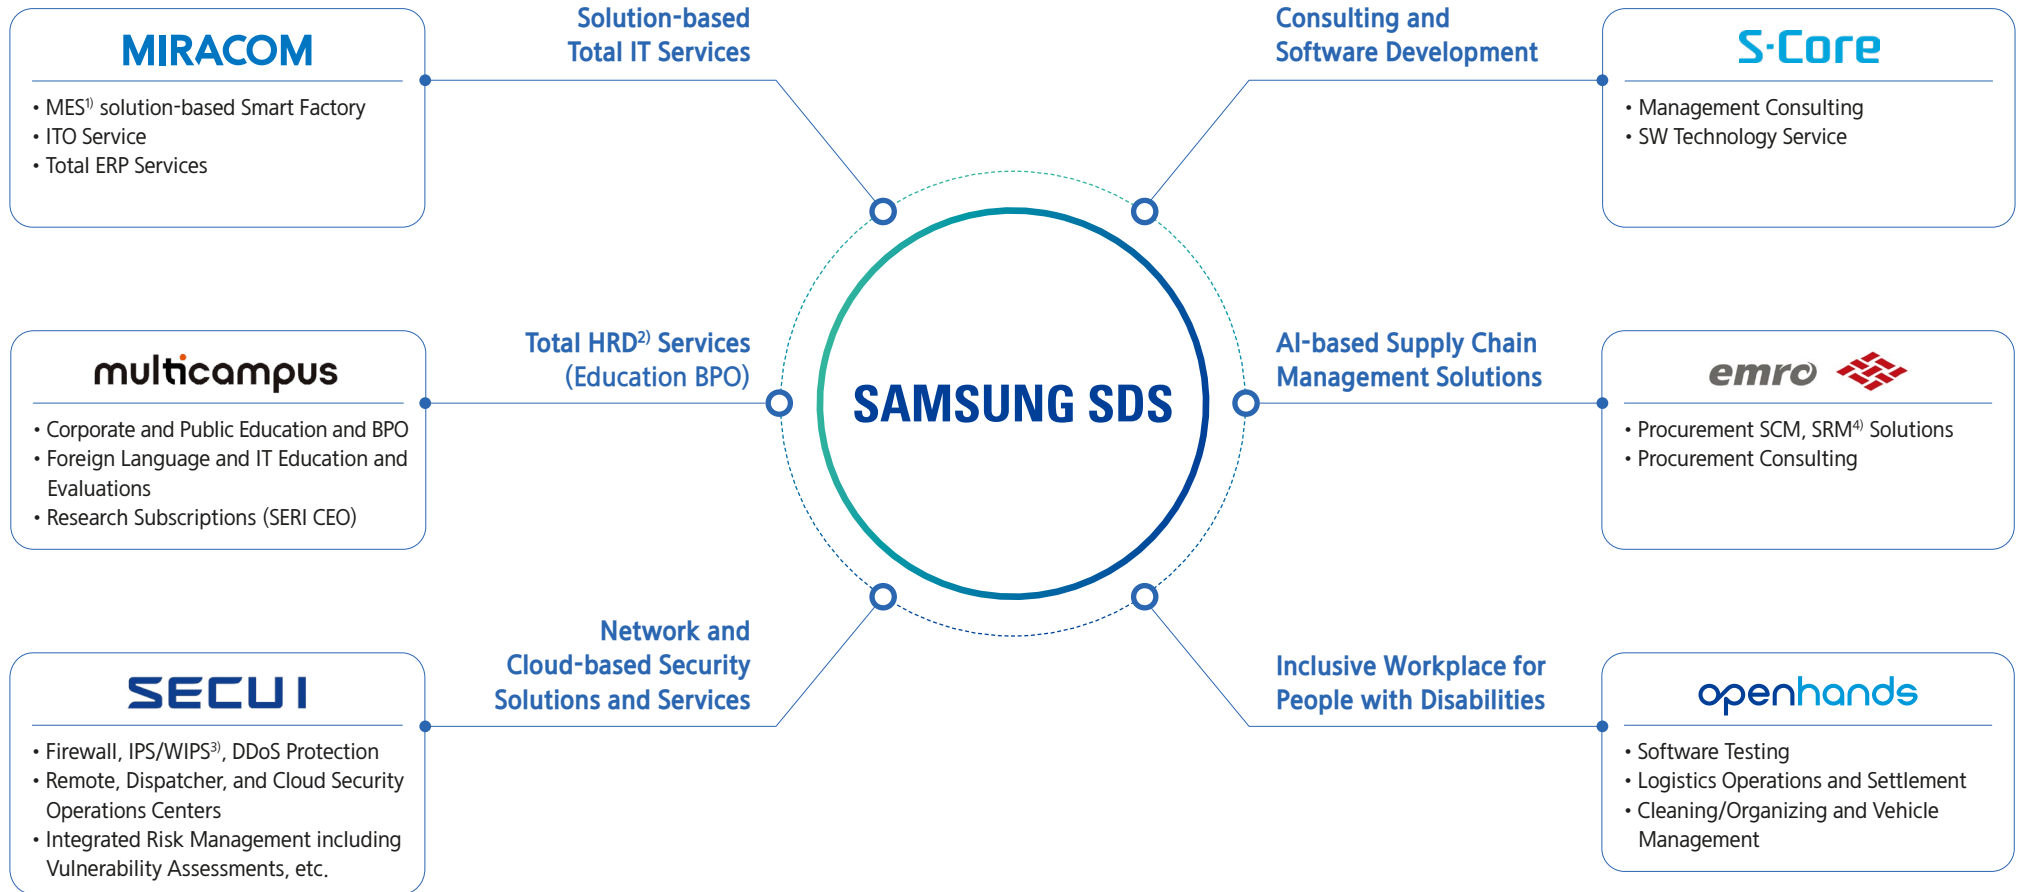 MIRACOM
• MES1) solution-based Smart Factory
• ITO Service
• Total ERP Services
Solution-based
Total IT Services
Consulting and
Software Development
S-Core
• Management Consulting
• SW Technology Service
multicampus
• Corporate and Public Education and BPO
• Foreign Language and IT Education and
Evaluations
• Research Subscriptions (SERI CEO)
Total HRD2) Services
(Education BPO)
SAMSUNG SDS
AI-based Supply Chain
Management Solutions
emro
• Procurement SCM, SRM4) Solutions
• Procurement Consulting
SECUI
• Firewall, IPS/WIPS3), DDoS Protection
• Remote, Dispatcher, and Cloud Security
Operations Centers
• Integrated Risk Management including
Vulnerability Assessments, etc.
Network and
Cloud-based Security
Solutions and Services
Inclusive Workplace for
People with Disabilities
openhands
• Software Testing
• Logistics Operations and Settlement
• Cleaning/Organizing and Vehicle
Management